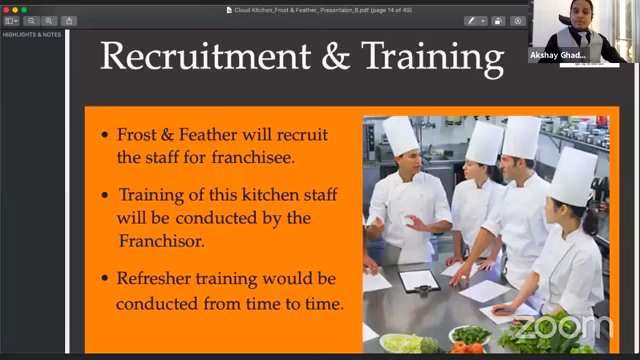 Cloud Kitchen_Frost & Feather_Presentaion_6.pdf (page 14 of 49)
HIGHLIGHTS & NOTES
Akshay Ghad...
Recruitment & Training
• Frost & Feather will recruit
the staff for franchisee.
• Training of this kitchen staff
will be conducted by the
Franchisor.
• Refresher training would be
conducted from time to time.
zoom